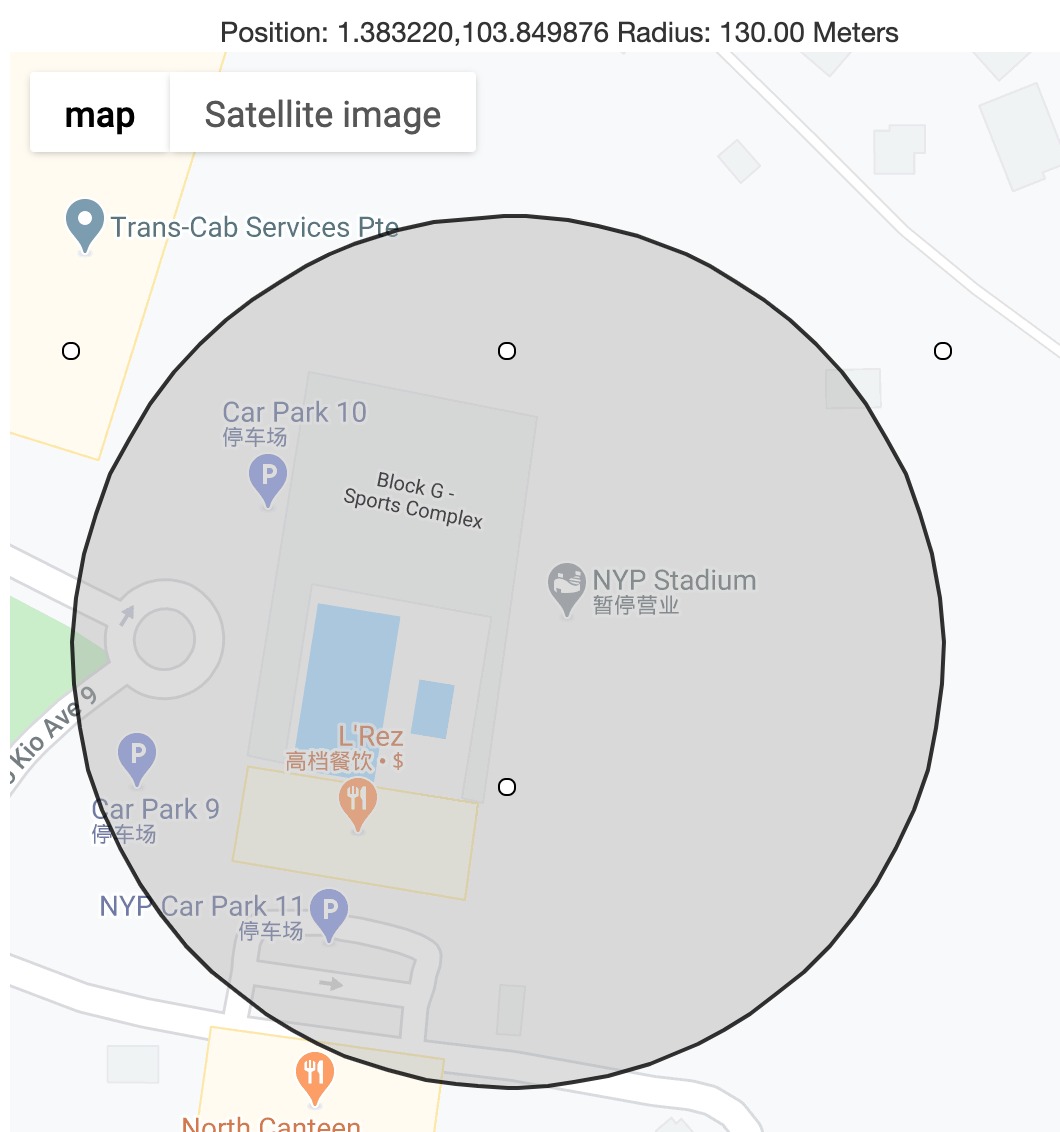 Position: 1.383220,103.849876 Radius: 130.00 Meters
map
Satellite image
Trans-Cab Services Pte
Car Park 10
停车场
P
Block G -
Sports Complex
NYP Stadium
暂停营业
L'Rez
高档餐饮 • $
Kio Ave 9
P
Car Park 9
停车场
NYP Car Park 11
停车场
P
North Canteen